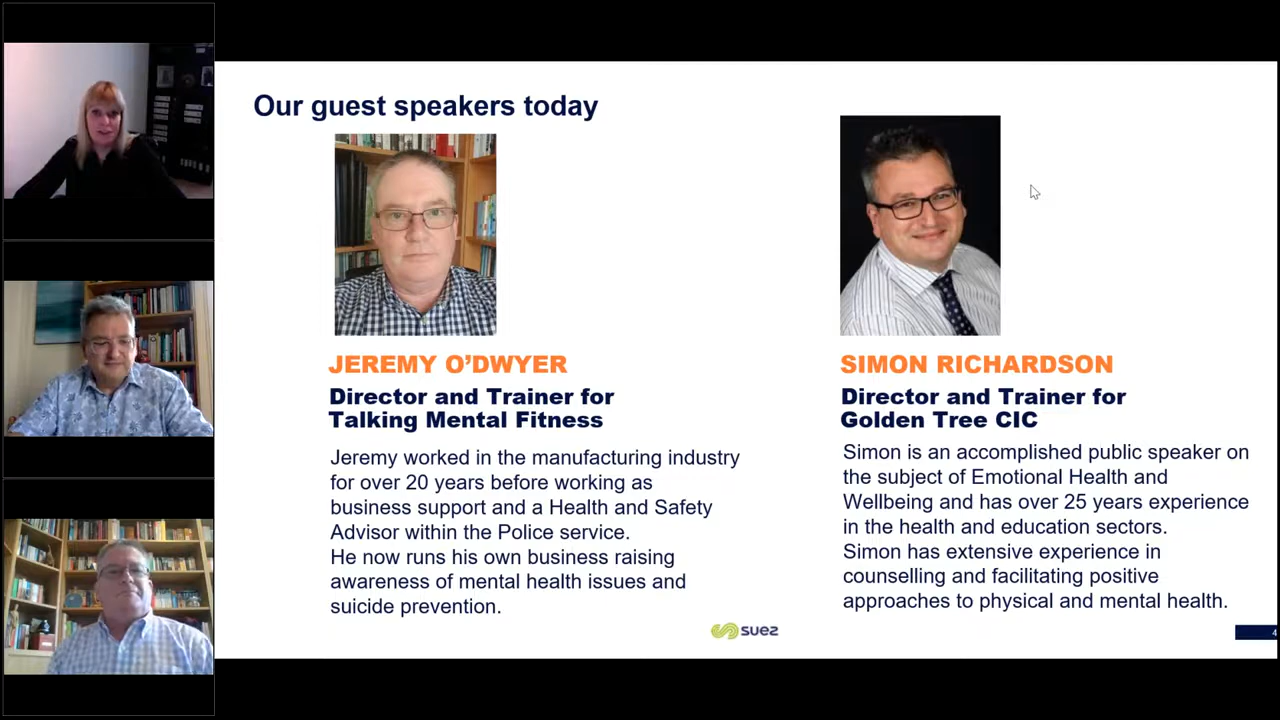 Our guest speakers today
JEREMY O’DWYER
Director and Trainer for
Talking Mental Fitness
Jeremy worked in the manufacturing industry
for over 20 years before working as
business support and a Health and Safety
Advisor within the Police service.
He now runs his own business raising
awareness of mental health issues and
suicide prevention.
SIMON RICHARDSON
Director and Trainer for
Golden Tree CIC
Simon is an accomplished public speaker on
the subject of Emotional Health and
Wellbeing and has over 25 years experience
in the health and education sectors.
Simon has extensive experience in
counselling and facilitating positive
approaches to physical and mental health.
suez
4